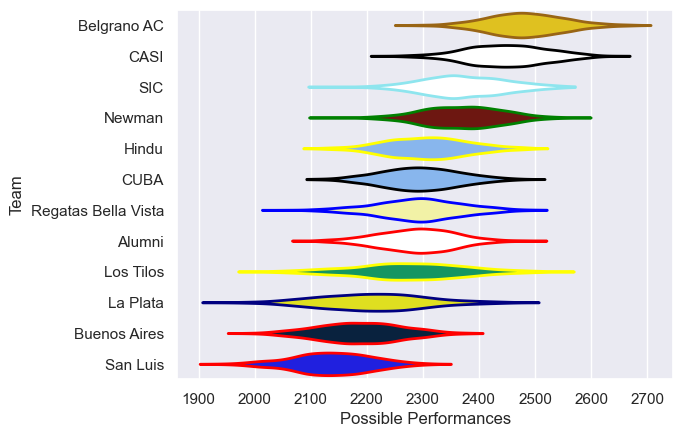 Belgrano AC
CASI
SIC
Newman
Hindu
CUBA
Regatas Bella Vista
Alumni
Los Tilos
La Plata
Buenos Aires
San Luis
Team
1900 2000 2100 2200 2300 2400 2500 2600 2700
Possible Performances